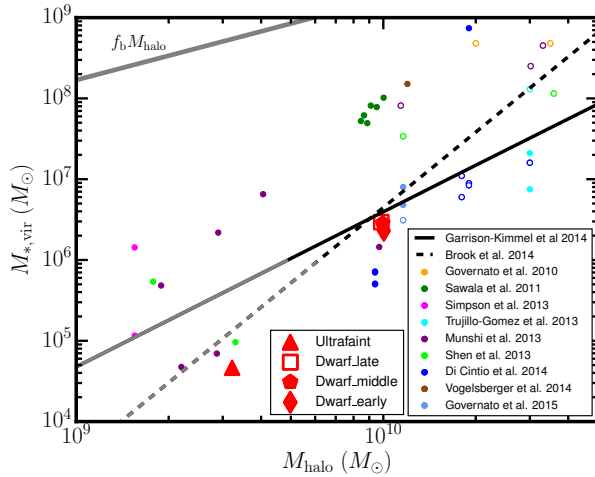 f_b M_halo
10^9
10^8
10^7
10^6
10^5
10^4
M_{*,vir} (M_⊙)
Garrison-Kimmel et al 2014
Brook et al. 2014
Governato et al. 2010
Sawala et al. 2011
Simpson et al. 2013
Trujillo-Gomez et al. 2013
Munshi et al. 2013
Shen et al. 2013
Di Cintio et al. 2014
Vogelsberger et al. 2014
Governato et al. 2015
Ultrafaint
Dwarf_late
Dwarf_middle
Dwarf_early
10^9
10^10
M_halo (M_⊙)